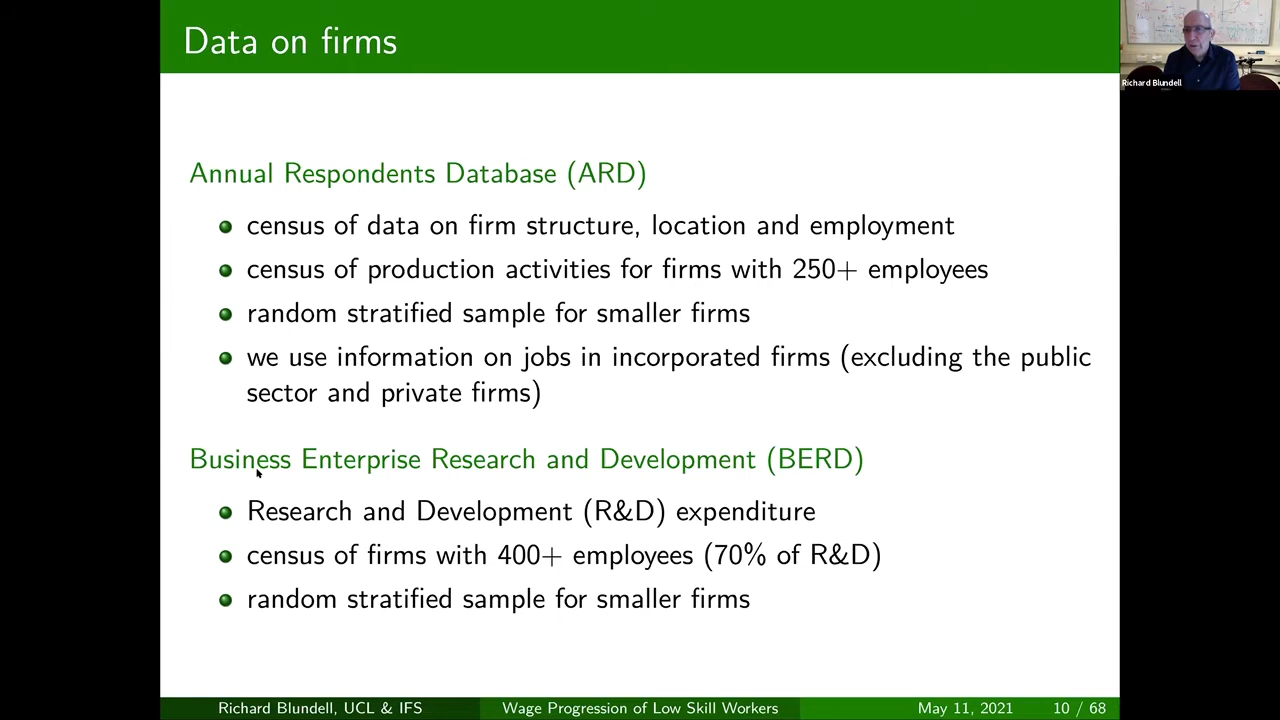 Data on firms
Richard Blundell
Annual Respondents Database (ARD)
census of data on firm structure, location and employment
census of production activities for firms with 250+ employees
random stratified sample for smaller firms
we use information on jobs in incorporated firms (excluding the public
sector and private firms)
Business Enterprise Research and Development (BERD)
Research and Development (R&D) expenditure
census of firms with 400+ employees (70% of R&D)
random stratified sample for smaller firms
Richard Blundell, UCL & IFS
Wage Progression of Low Skill Workers
May 11, 2021
10 / 68